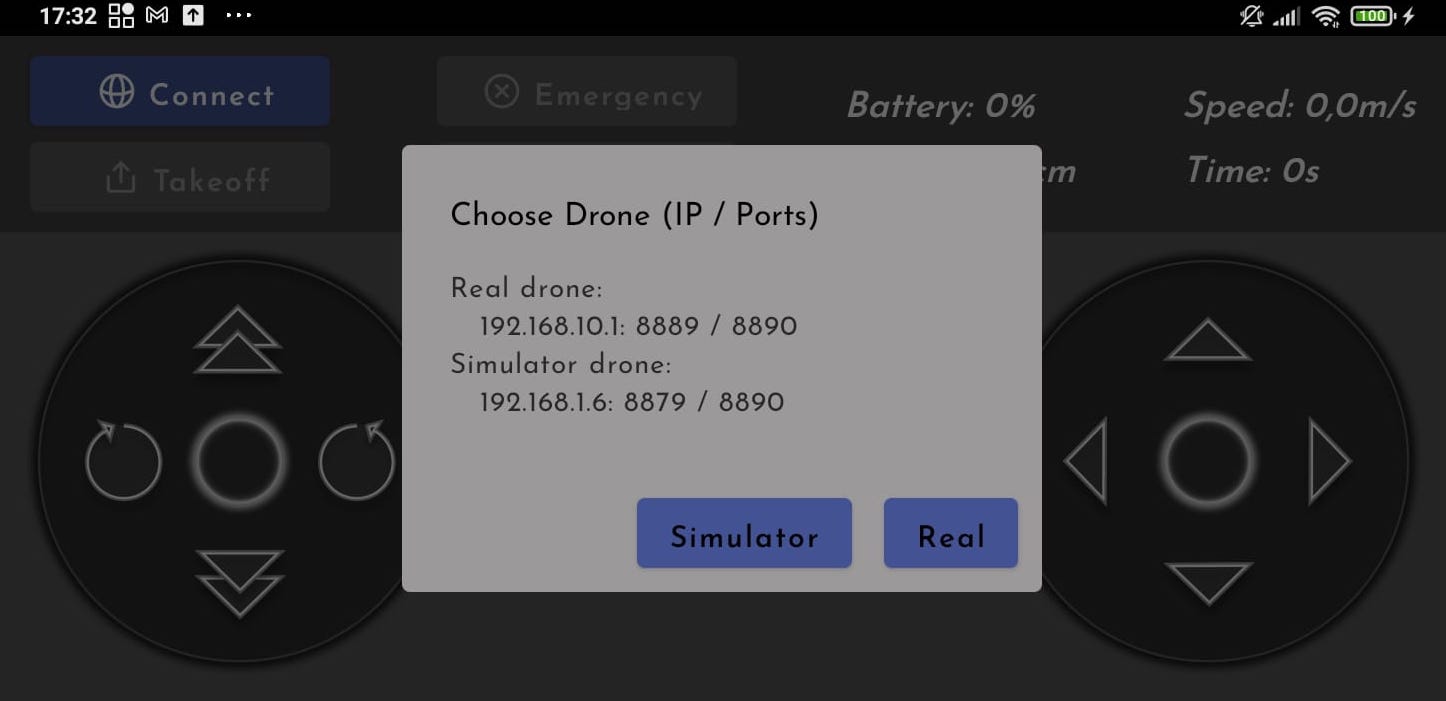 17:32
100
Connect
Emergency
Battery: 0%
Speed: 0,0m/s
Takeoff
cm
Time: 0s
Choose Drone (IP / Ports)
Real drone:
192.168.10.1: 8889 / 8890
Simulator drone:
192.168.1.6: 8879 / 8890
Simulator
Real